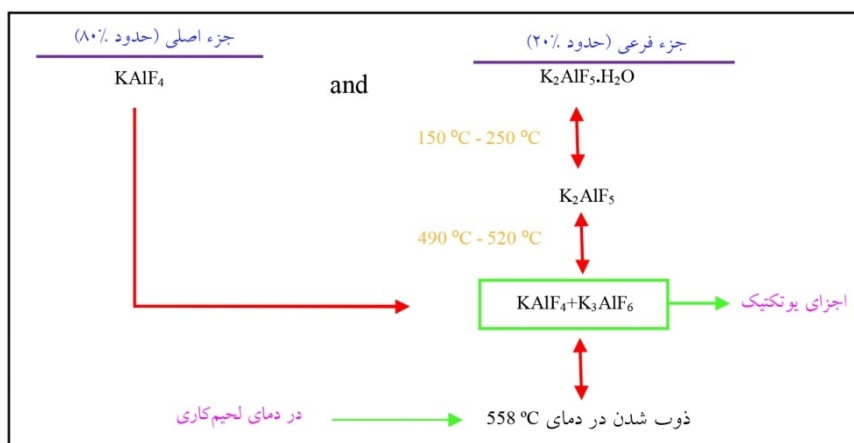 جزء اصلی (حدود ۸۰٪)
جزء فرعی (حدود ۲۰٪)
KAlF₄
and
K₂AlF₅.H₂O
150 ºC - 250 ºC
K₂AlF₅
490 ºC - 520 ºC
KAlF₄+K₃AlF₆
اجزای یوتکتیک
در دمای لحیم‌کاری
ذوب شدن در دمای 558 ºC